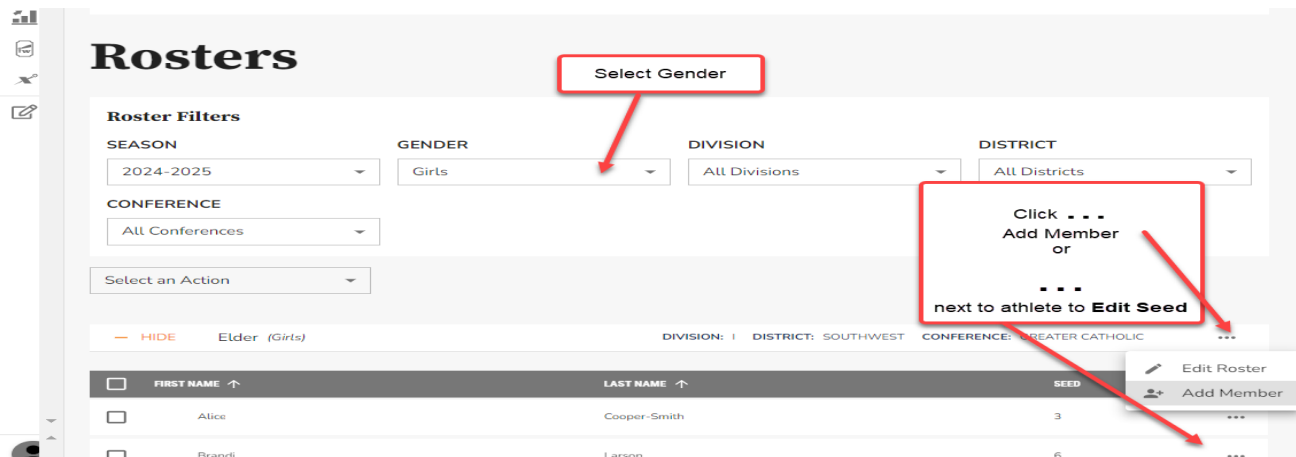 Rosters
Select Gender
Roster Filters
SEASON GENDER DIVISION DISTRICT
2024-2025 Girls All Divisions All Districts
CONFERENCE
All Conferences
Click . . .
Add Member
or
. . .
next to athlete to Edit Seed
Select an Action
— HIDE Elder (Girls) DIVISION: I DISTRICT: SOUTHWEST CONFERENCE: GREATER CATHOLIC ...
Edit Roster
Add Member
FIRST NAME ↑ LAST NAME ↑ SEED
Alice Cooper-Smith 3 ...
Brandi Larson 6 ...